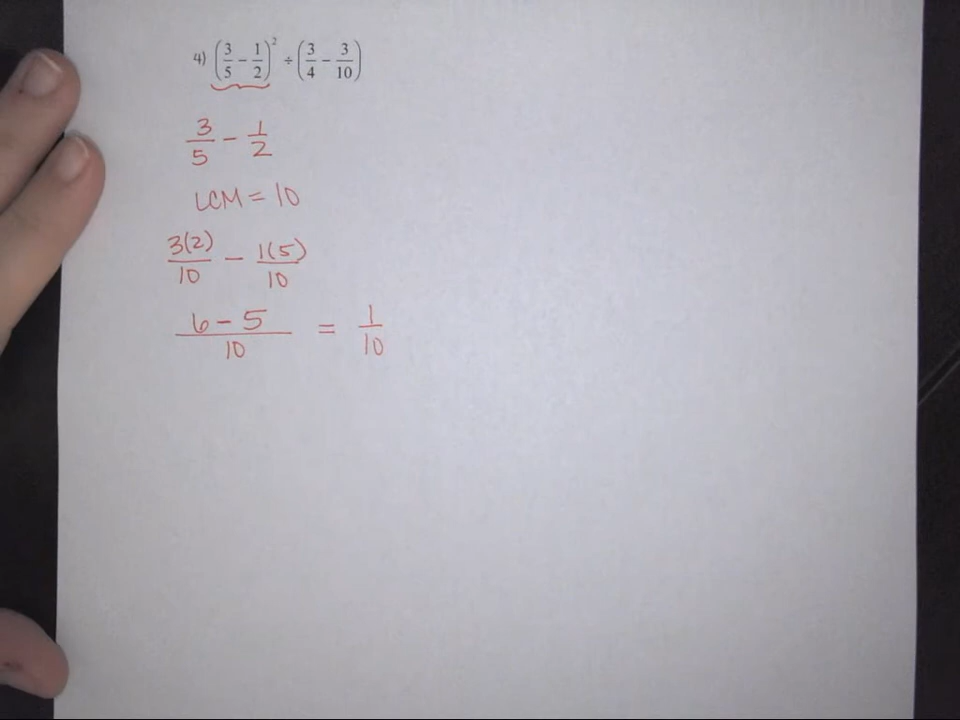 4) (3/5 - 1/2)² ÷ (3/4 - 3/10)
3/5 - 1/2
LCM = 10
3(2)/10 - 1(5)/10
6 - 5/10 = 1/10